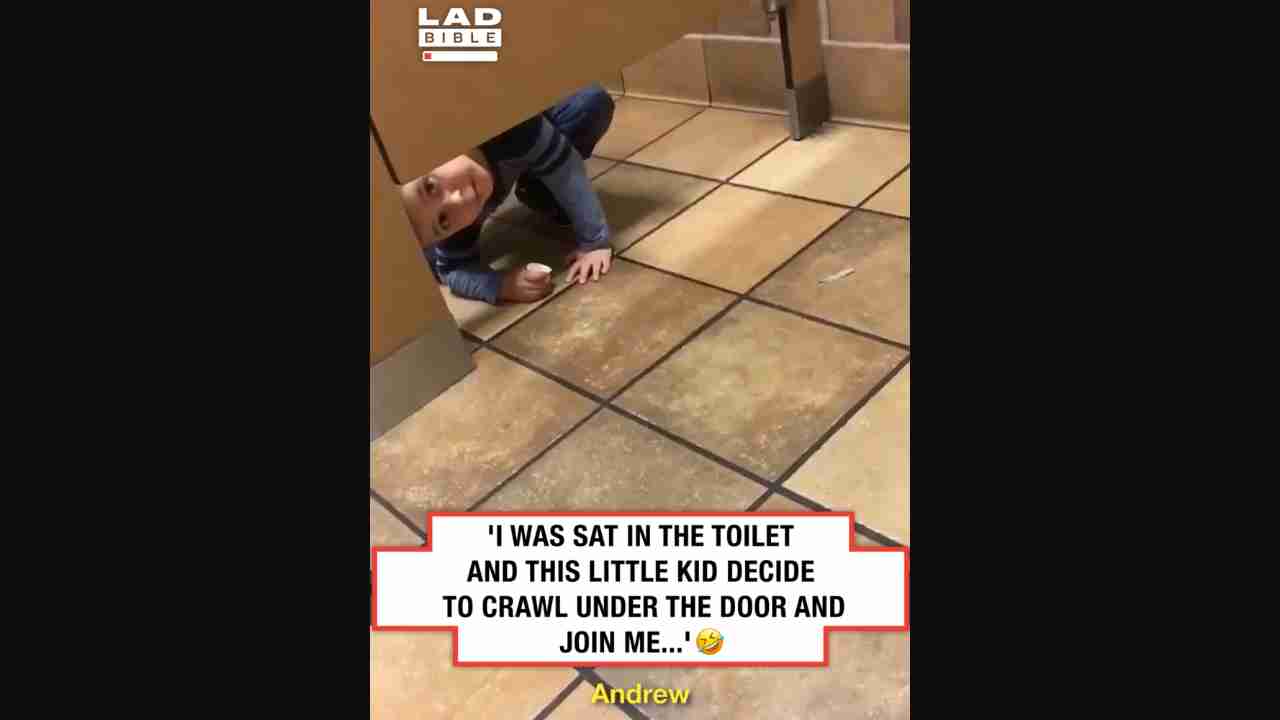 LAD
BIBLE
'I WAS SAT IN THE TOILET
AND THIS LITTLE KID DECIDE
TO CRAWL UNDER THE DOOR AND
JOIN ME...'🤣
Andrew